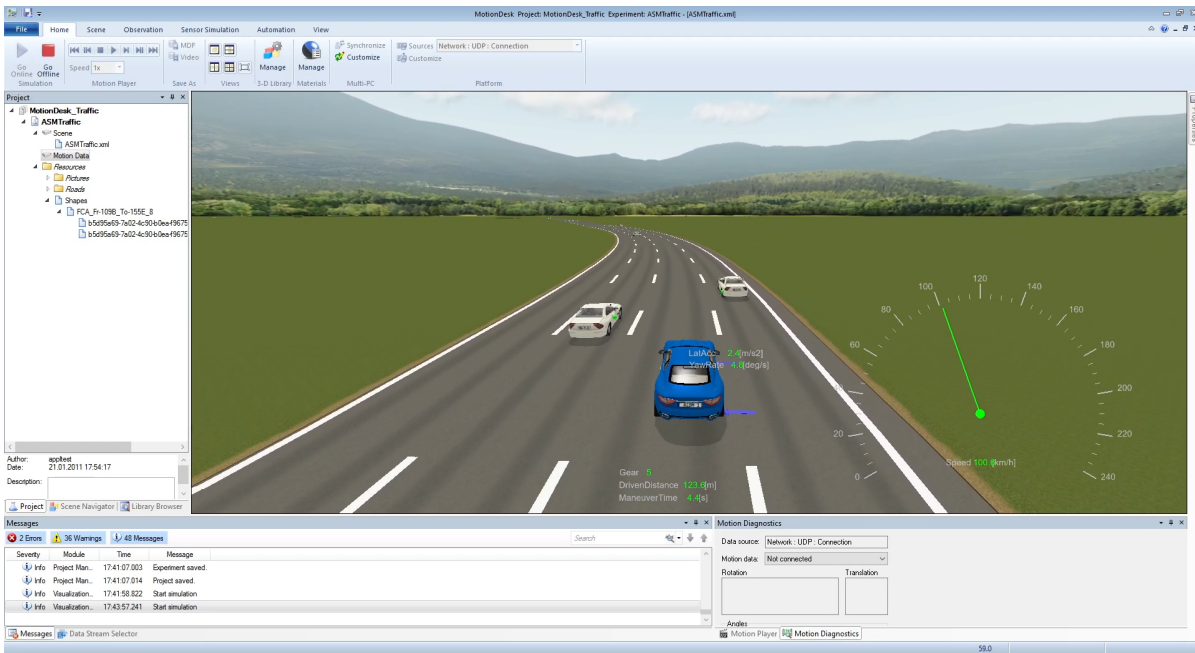 MotionDesk Project: MotionDesk_Traffic Experiment: ASMTraffic - [ASMTraffic.xml]
File Home Scene Observation Sensor Simulation Automation View
Go Online
Go Offline
Simulation
Speed 1x
Motion Player
MDF
Video
Save As
Views
Manage
3-D Library
Manage
Materials
Synchronize
Customize
Multi-PC
Sources Network : UDP : Connection
Customize
Platform
Project
MotionDesk_Traffic
ASMTraffic
Scene
ASMTraffic.xml
Motion Data
Resources
Pictures
Roads
Shapes
FCA_Fr-109B_To-155E_8
b5d95a69-7a02-4c90-b0ea-f9675
b5d95a69-7a02-4c90-b0ea-f9675
Author: appltest
Date: 21.01.2011 17:54:17
Description:
Project Scene Navigator Library Browser
Properties
LatAcc 2.4[m/s2]
YawRate 4.8[deg/s]
Gear 5
DrivenDistance 123.6[m]
ManeuverTime 4.4[s]
0
20
60
80
100
120
140
160
180
200
220
240
Speed 100.[km/h]
Messages
2 Errors 36 Warnings 48 Messages Search
Severity Module Time Message
Info Project Man... 17:41:07.003 Experiment saved.
Info Project Man... 17:41:07.014 Project saved.
Info Visualization... 17:41:58.822 Start simulation
Info Visualization... 17:43:57.241 Start simulation
Messages Data Stream Selector
Motion Diagnostics
Data source: Network : UDP : Connection
Motion data: Not connected
Rotation Translation
Angles
Motion Player Motion Diagnostics
59.0